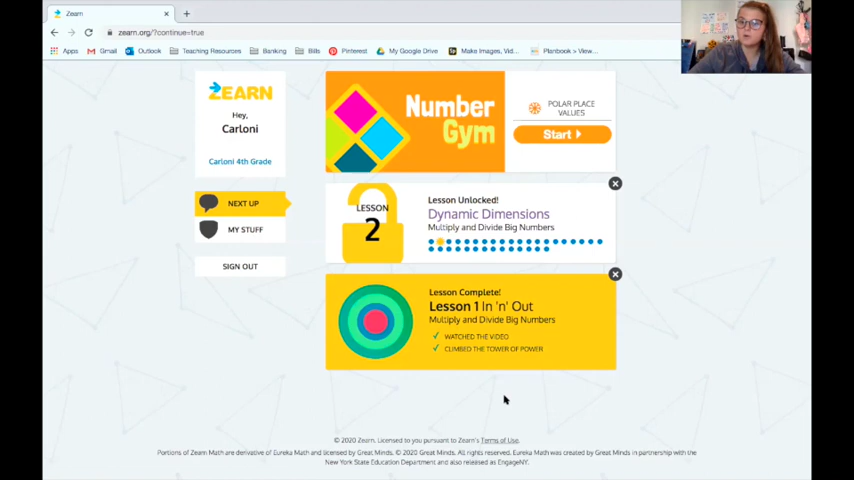 Zearn
zearn.org/?continue=true
Apps
Gmail
Outlook
Teaching Resources
Banking
Bills
Pinterest
My Google Drive
Make Images, Vid...
Planbook > View...
ZEARN
Hey,
Carloni
Carloni 4th Grade
NEXT UP
MY STUFF
SIGN OUT
Number
Gym
POLAR PLACE
VALUES
Start
LESSON
2
Lesson Unlocked!
Dynamic Dimensions
Multiply and Divide Big Numbers
Lesson Complete!
Lesson 1 In 'n' Out
Multiply and Divide Big Numbers
WATCHED THE VIDEO
CLIMBED THE TOWER OF POWER
© 2020 Zearn. Licensed to you pursuant to Zearn's Terms of Use.
Portions of Zearn Math are derivative of Eureka Math and licensed by Great Minds. © 2020 Great Minds. All rights reserved. Eureka Math was created by Great Minds in partnership with the
New York State Education Department and also released as EngageNY.